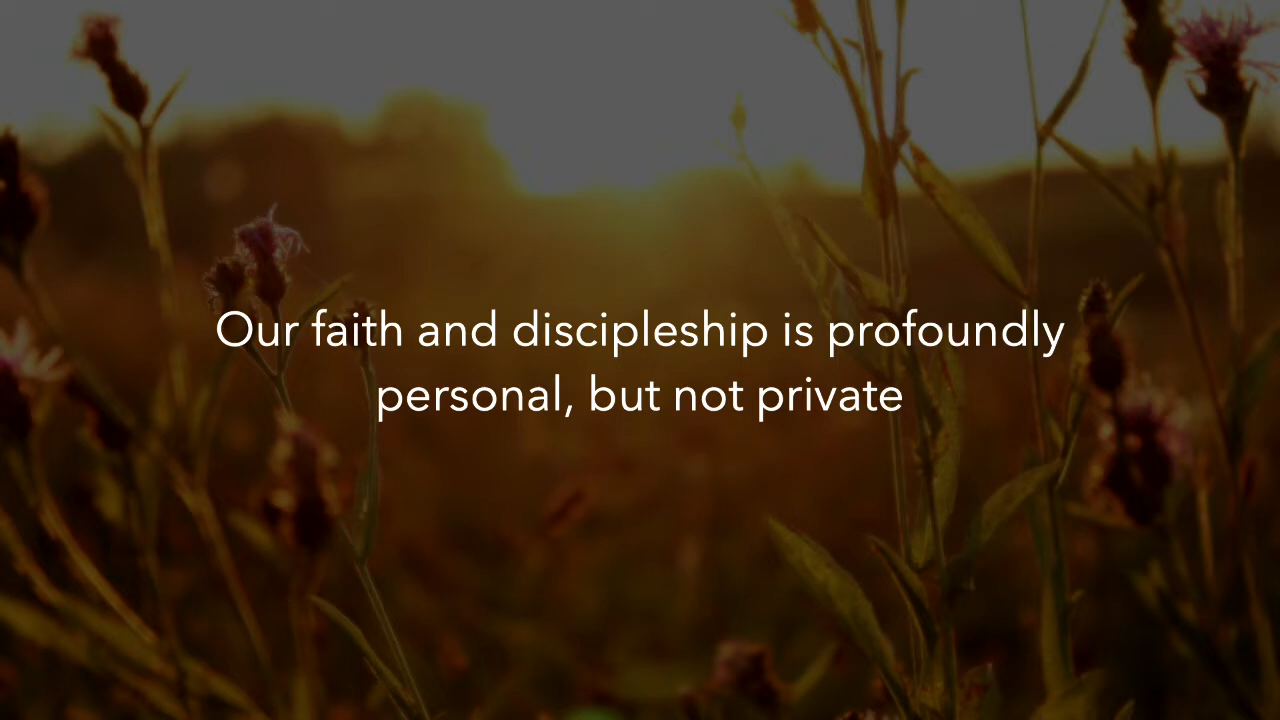 Our faith and discipleship is profoundly
personal, but not private